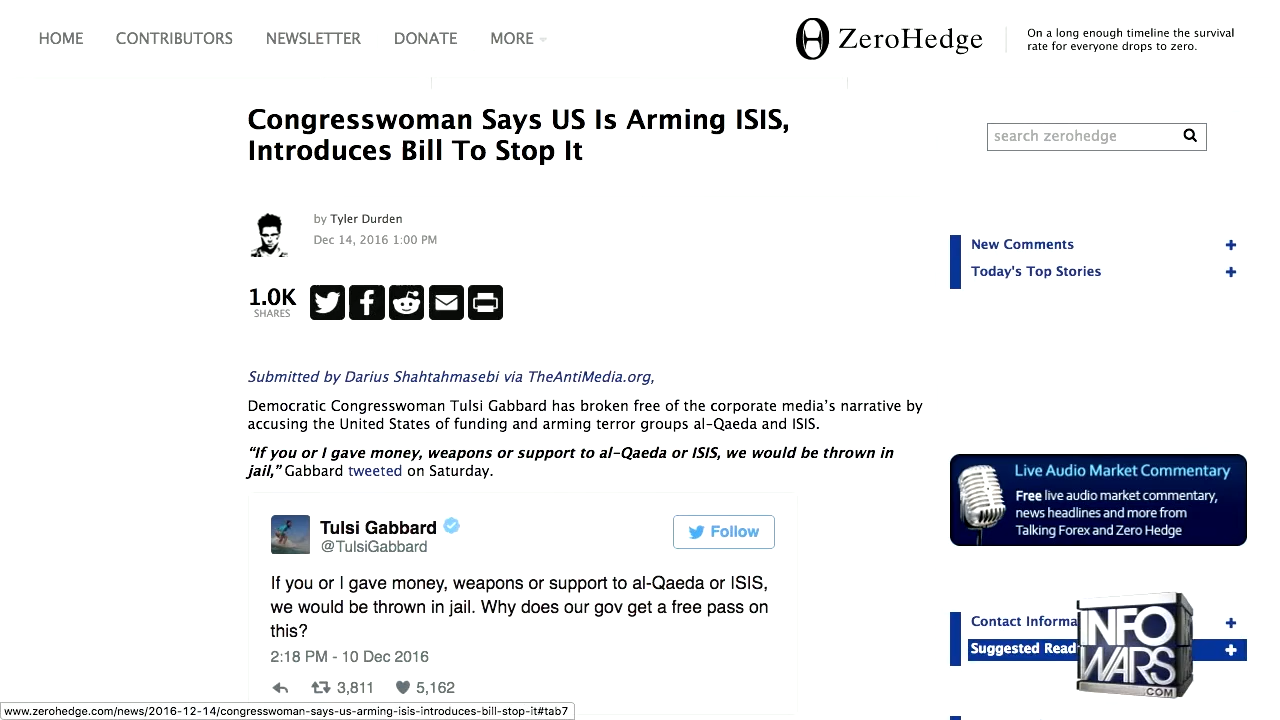 HOME CONTRIBUTORS NEWSLETTER DONATE MORE
ZeroHedge
On a long enough timeline the survival
rate for everyone drops to zero.
Congresswoman Says US Is Arming ISIS,
Introduces Bill To Stop It
search zerohedge
by Tyler Durden
Dec 14, 2016 1:00 PM
New Comments
Today's Top Stories
1.0K
SHARES
Submitted by Darius Shahtahmasebi via TheAntiMedia.org,
Democratic Congresswoman Tulsi Gabbard has broken free of the corporate media's narrative by
accusing the United States of funding and arming terror groups al-Qaeda and ISIS.
“If you or I gave money, weapons or support to al-Qaeda or ISIS, we would be thrown in
jail,” Gabbard tweeted on Saturday.
Live Audio Market Commentary
Free live audio market commentary,
news headlines and more from
Talking Forex and Zero Hedge
Tulsi Gabbard
@TulsiGabbard
Follow
If you or I gave money, weapons or support to al-Qaeda or ISIS,
we would be thrown in jail. Why does our gov get a free pass on
this?
2:18 PM - 10 Dec 2016
3,811 5,162
Contact Informa
Suggested Read
INFO
WARS
.COM
www.zerohedge.com/news/2016-12-14/congresswoman-says-us-arming-isis-introduces-bill-stop-it#tab7